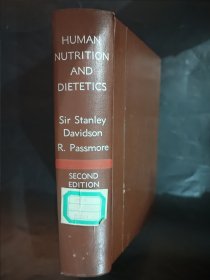 HUMAN
NUTRITION
AND
DIETETICS
Sir Stanley
Davidson
R. Passmore
SECOND
EDITION